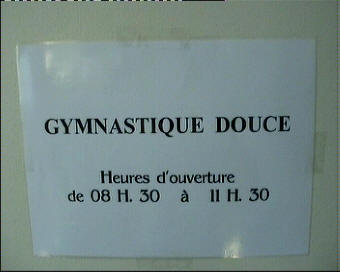 GYMNASTIQUE DOUCE
Heures d'ouverture
de 08 H. 30 à 11 H. 30